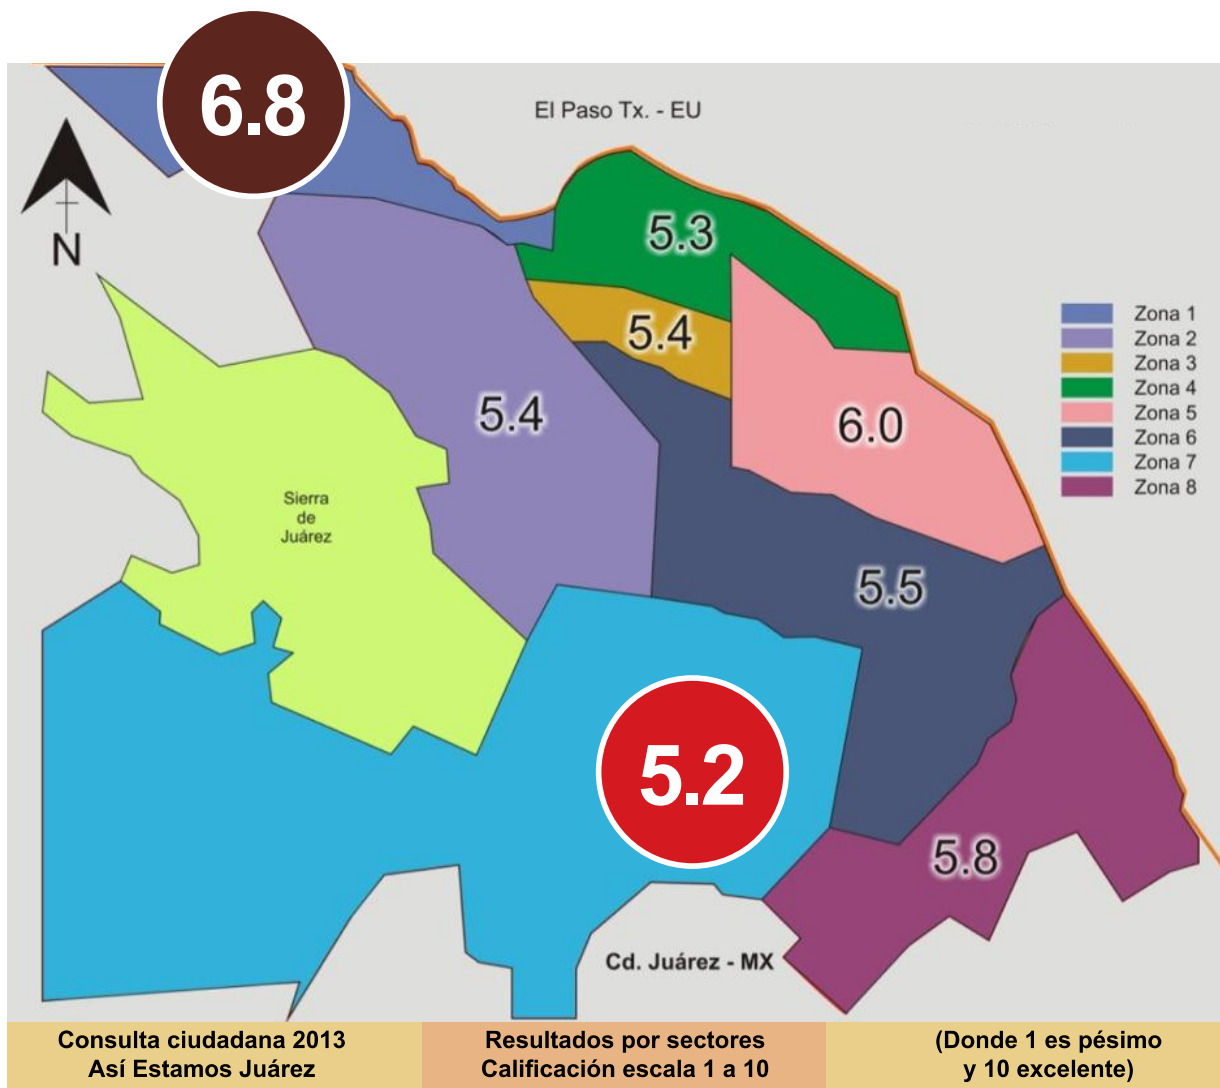 6.8
El Paso Tx. - EU
N
5.3
5.4
5.4
6.0
Zona 1
Zona 2
Zona 3
Zona 4
Zona 5
Zona 6
Zona 7
Zona 8
Sierra
de
Juárez
5.5
5.2
5.8
Cd. Juárez - MX
Consulta ciudadana 2013
Así Estamos Juárez
Resultados por sectores
Calificación escala 1 a 10
(Donde 1 es pésimo
y 10 excelente)